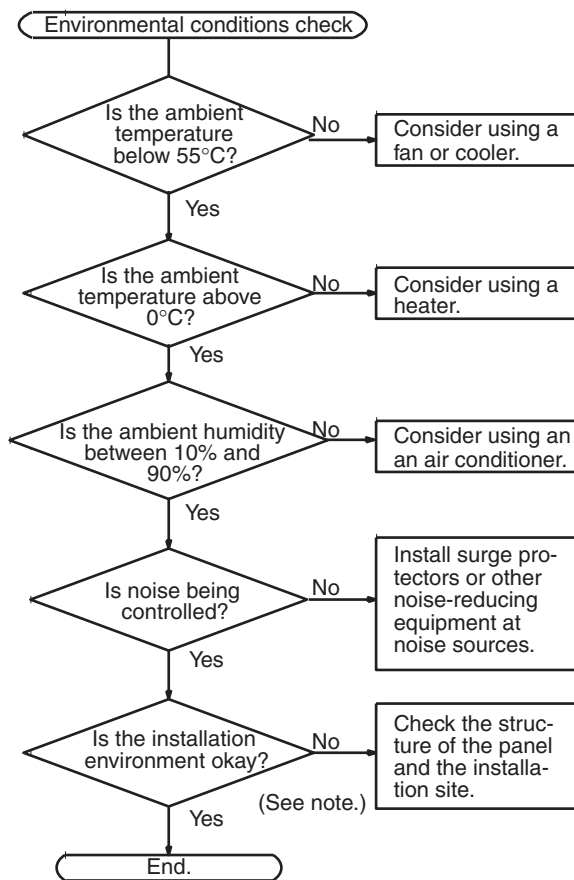 Environmental conditions check
Is the ambient
temperature
below 55°C?
No
Consider using a
fan or cooler.
Yes
Is the ambient
temperature above
0°C?
No
Consider using a
heater.
Yes
Is the ambient humidity
between 10% and
90%?
No
Consider using an
an air conditioner.
Yes
Is noise being
controlled?
No
Install surge pro-
tectors or other
noise-reducing
equipment at
noise sources.
Yes
Is the installation
environment okay?
No
Check the struc-
ture of the panel
and the installa-
tion site.
(See note.)
Yes
End.